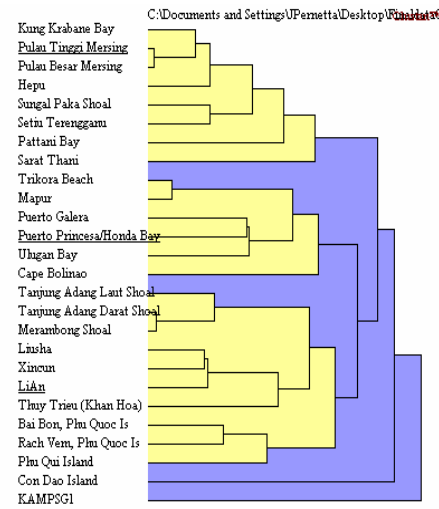 C:\Documents and Settings\JPernetta\Desktop\
Kung Krabane Bay
Pulau Tinggi Mersing
Pulau Besar Mersing
Hepu
Sungal Paka Shoal
Setiu Terengganu
Pattani Bay
Sarat Thani
Trikora Beach
Mapur
Puerto Galera
Puerto Princesa/Honda Bay
Ulugan Bay
Cape Bolinao
Tanjung Adang Laut Shoal
Tanjung Adang Darat Shoal
Merambong Shoal
Liusha
Xincun
LiAn
Thuy Trieu (Khan Hoa)
Bai Bon, Phu Quoc Is
Rach Vem, Phu Quoc Is
Phu Qui Island
Con Dao Island
KAMPSG1